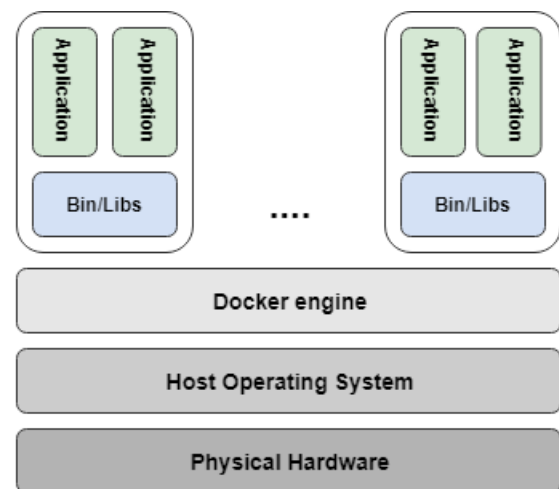 Application
Application
Application
Application
Bin/Libs
....
Bin/Libs
Docker engine
Host Operating System
Physical Hardware